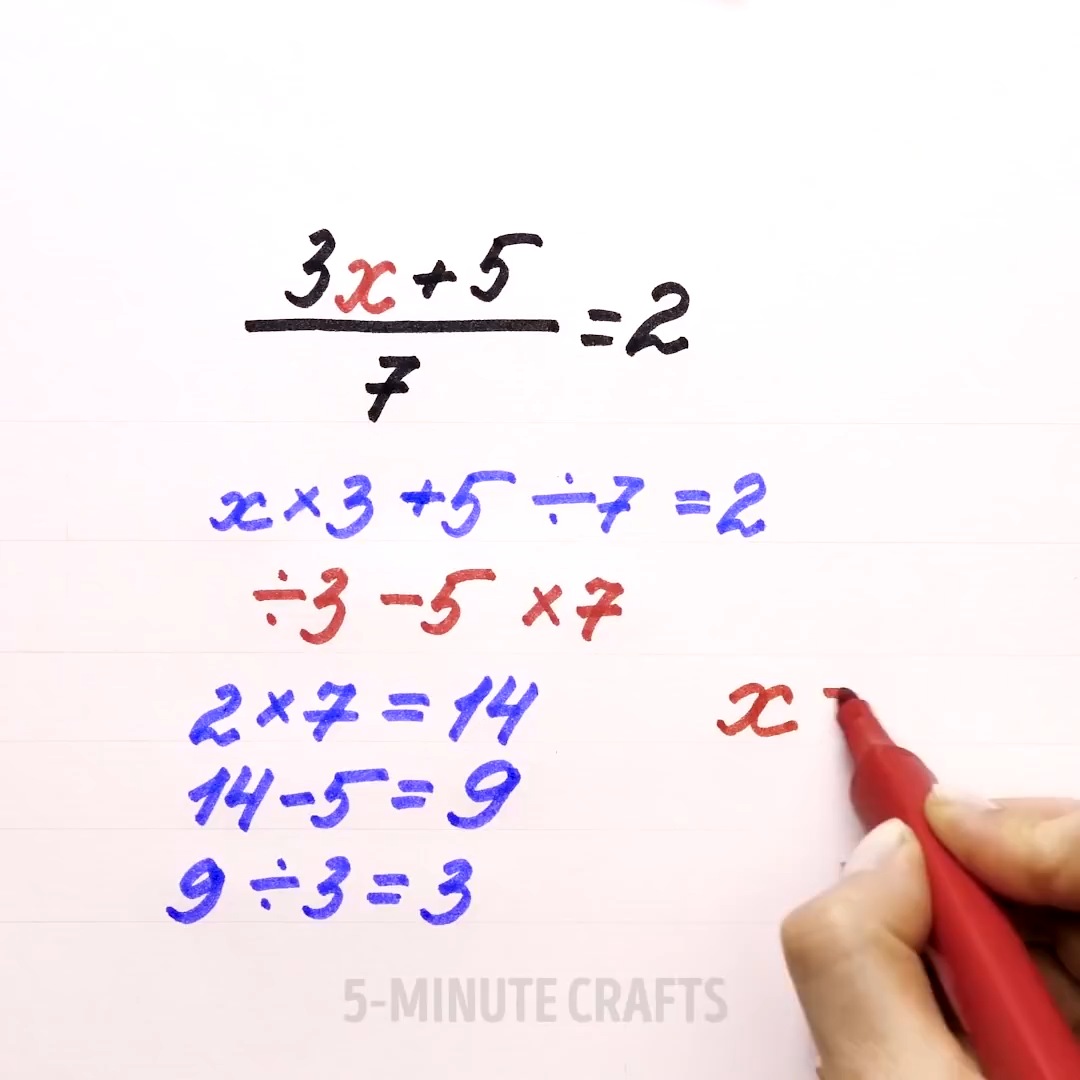 3x+5
=2
7
x×3+5÷7=2
÷3 -5 ×7
2×7=14
x -
14-5=9
9÷3=3
5-MINUTE CRAFTS